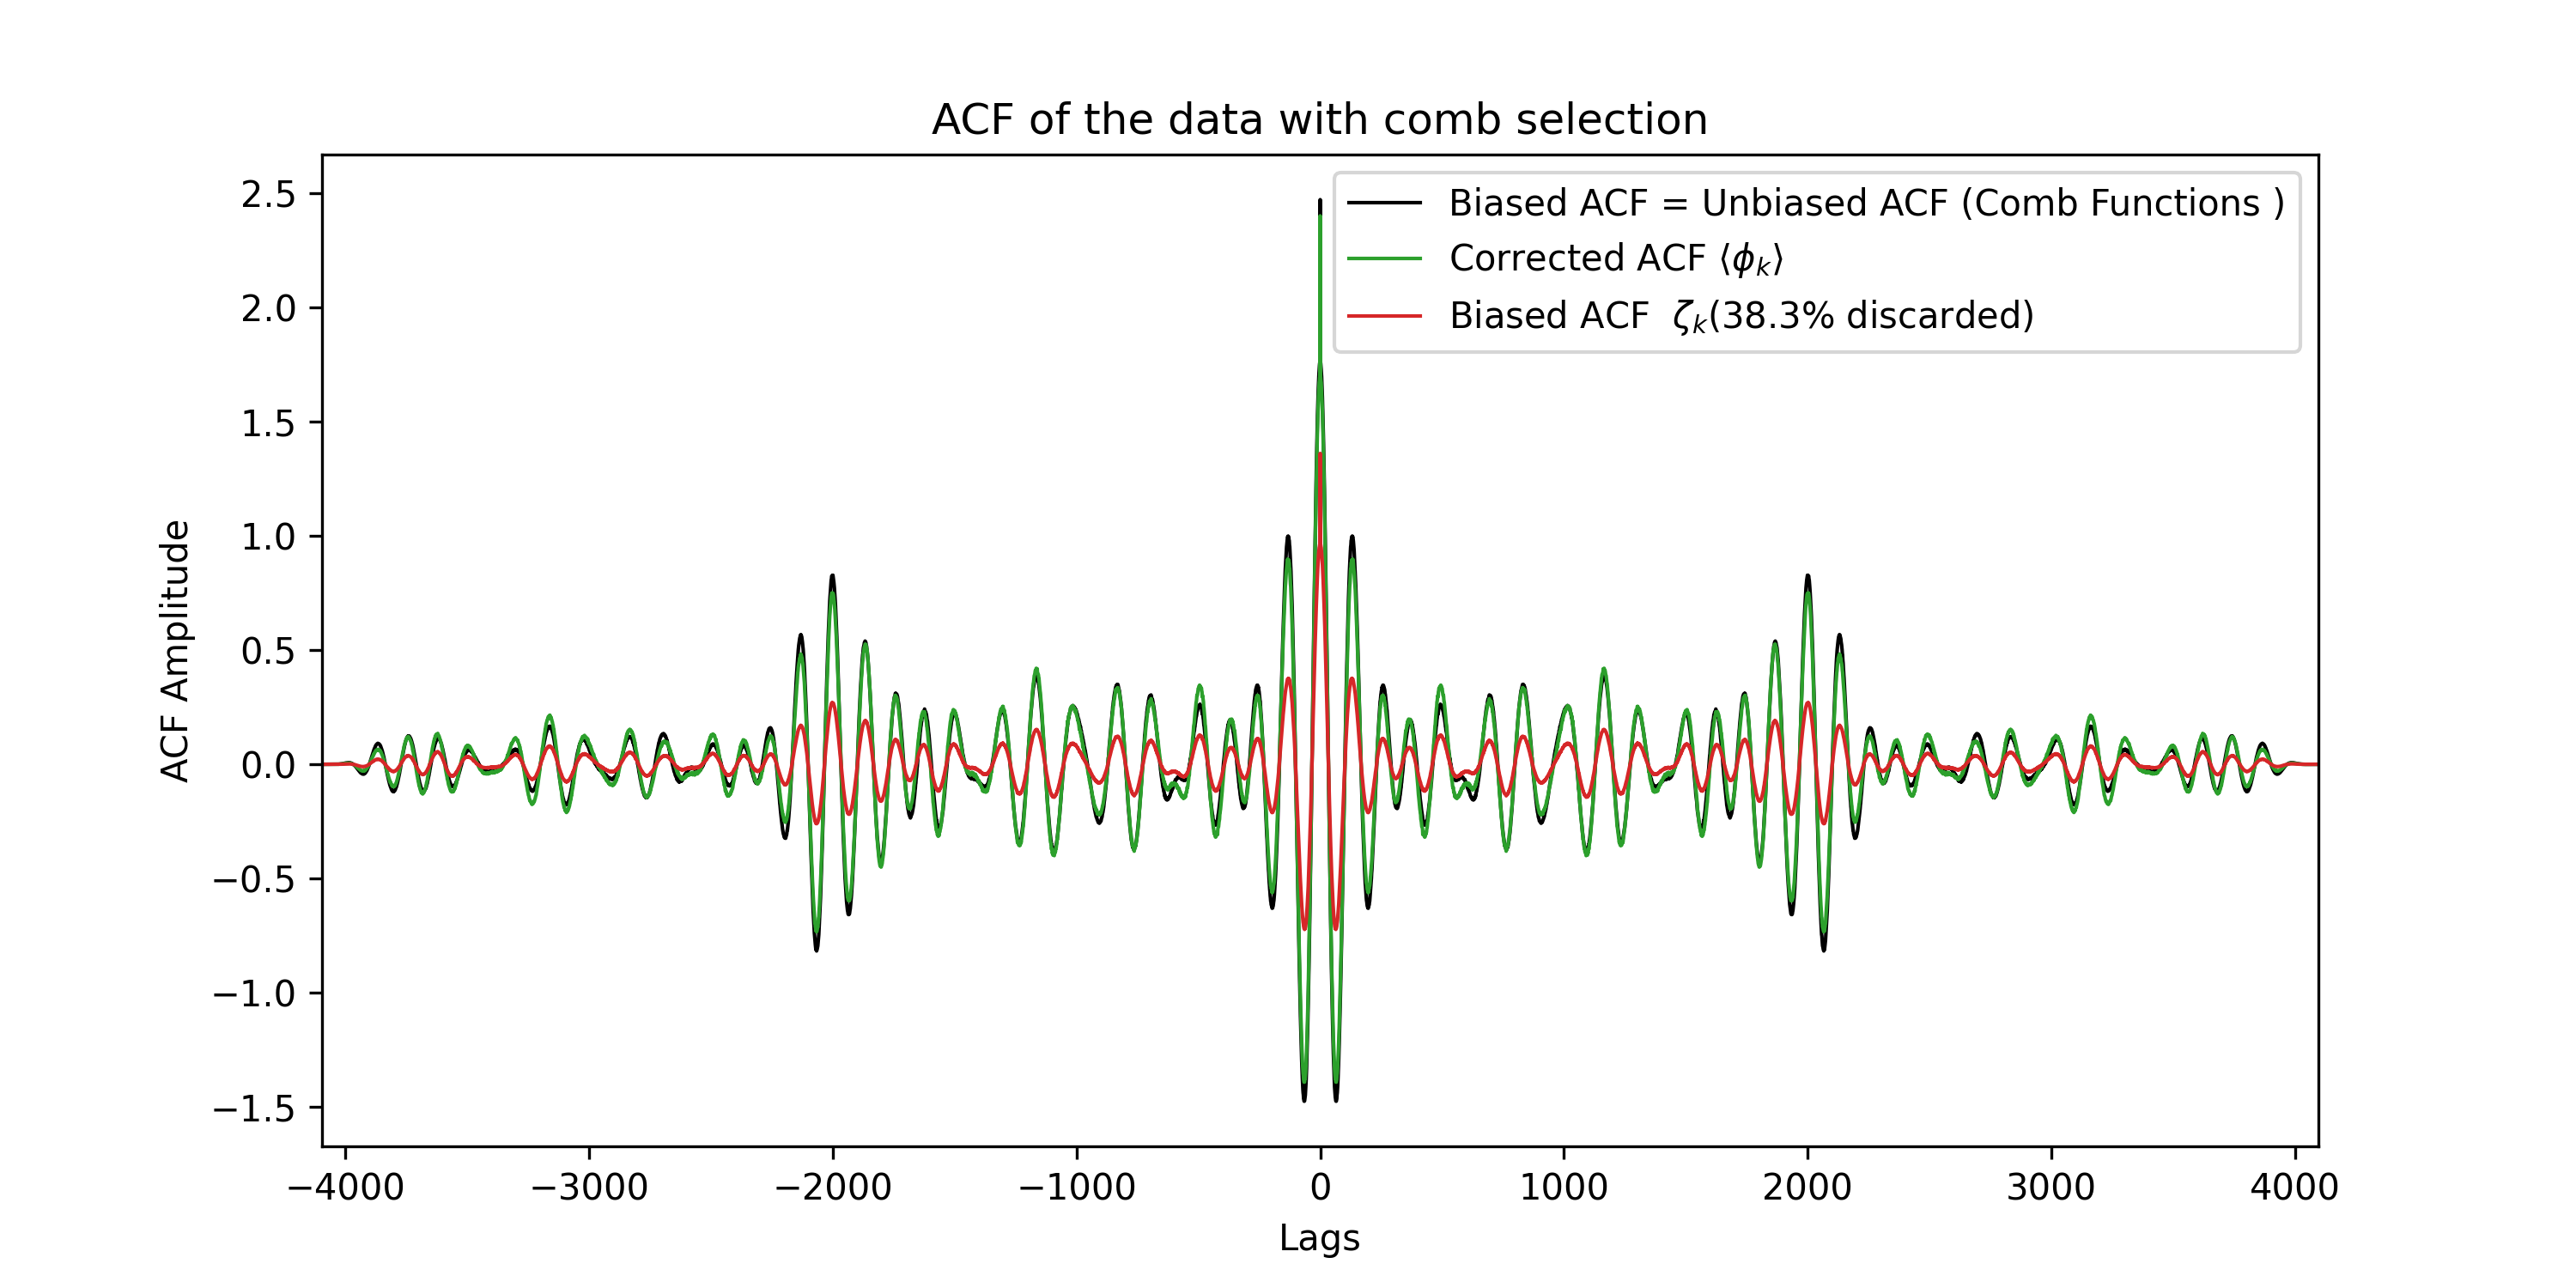 ACF of the data with comb selection
Biased ACF = Unbiased ACF (Comb Functions )
Corrected ACF ⟨ϕₖ⟩
Biased ACF  ζₖ(38.3% discarded)
ACF Amplitude
2.5
2.0
1.5
1.0
0.5
0.0
−0.5
−1.0
−1.5
−4000 −3000 −2000 −1000 0 1000 2000 3000 4000
Lags